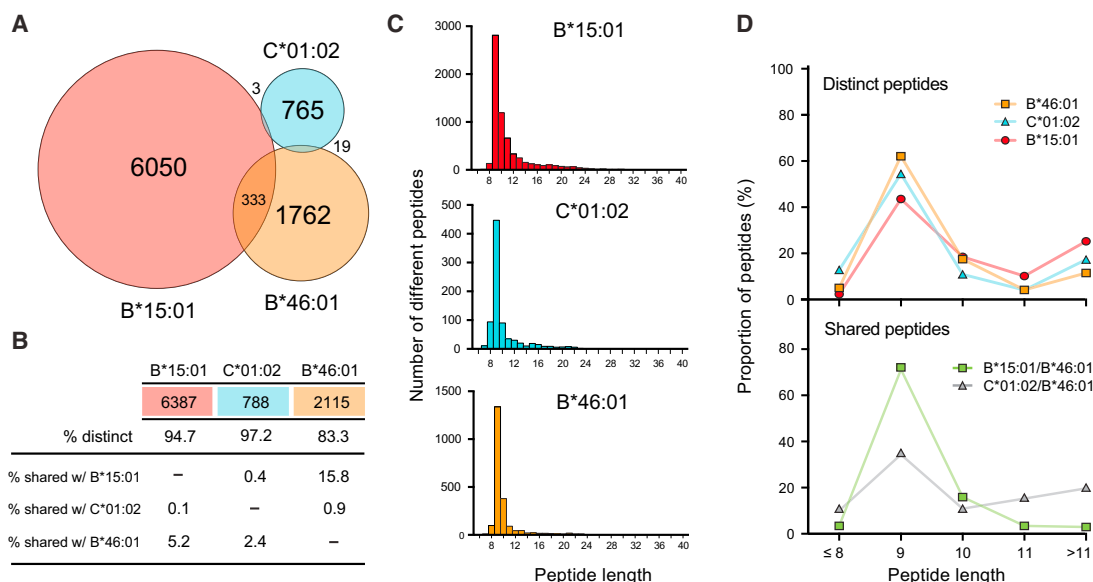 A
C*01:02
3
765
19
6050
333
1762
B*15:01
B*46:01
B
B*15:01 C*01:02 B*46:01
6387 788 2115
% distinct 94.7 97.2 83.3
% shared w/ B*15:01 – 0.4 15.8
% shared w/ C*01:02 0.1 – 0.9
% shared w/ B*46:01 5.2 2.4 –
C
Number of different peptides
B*15:01
3000
2000
1000
0
8 12 16 20 24 28 32 36 40
C*01:02
500
400
300
200
100
0
8 12 16 20 24 28 32 36 40
B*46:01
1500
1000
500
0
8 12 16 20 24 28 32 36 40
Peptide length
D
Proportion of peptides (%)
Distinct peptides
B*46:01
C*01:02
B*15:01
100
80
60
40
20
0
Shared peptides
B*15:01/B*46:01
C*01:02/B*46:01
80
60
40
20
0
≤ 8 9 10 11 >11
Peptide length